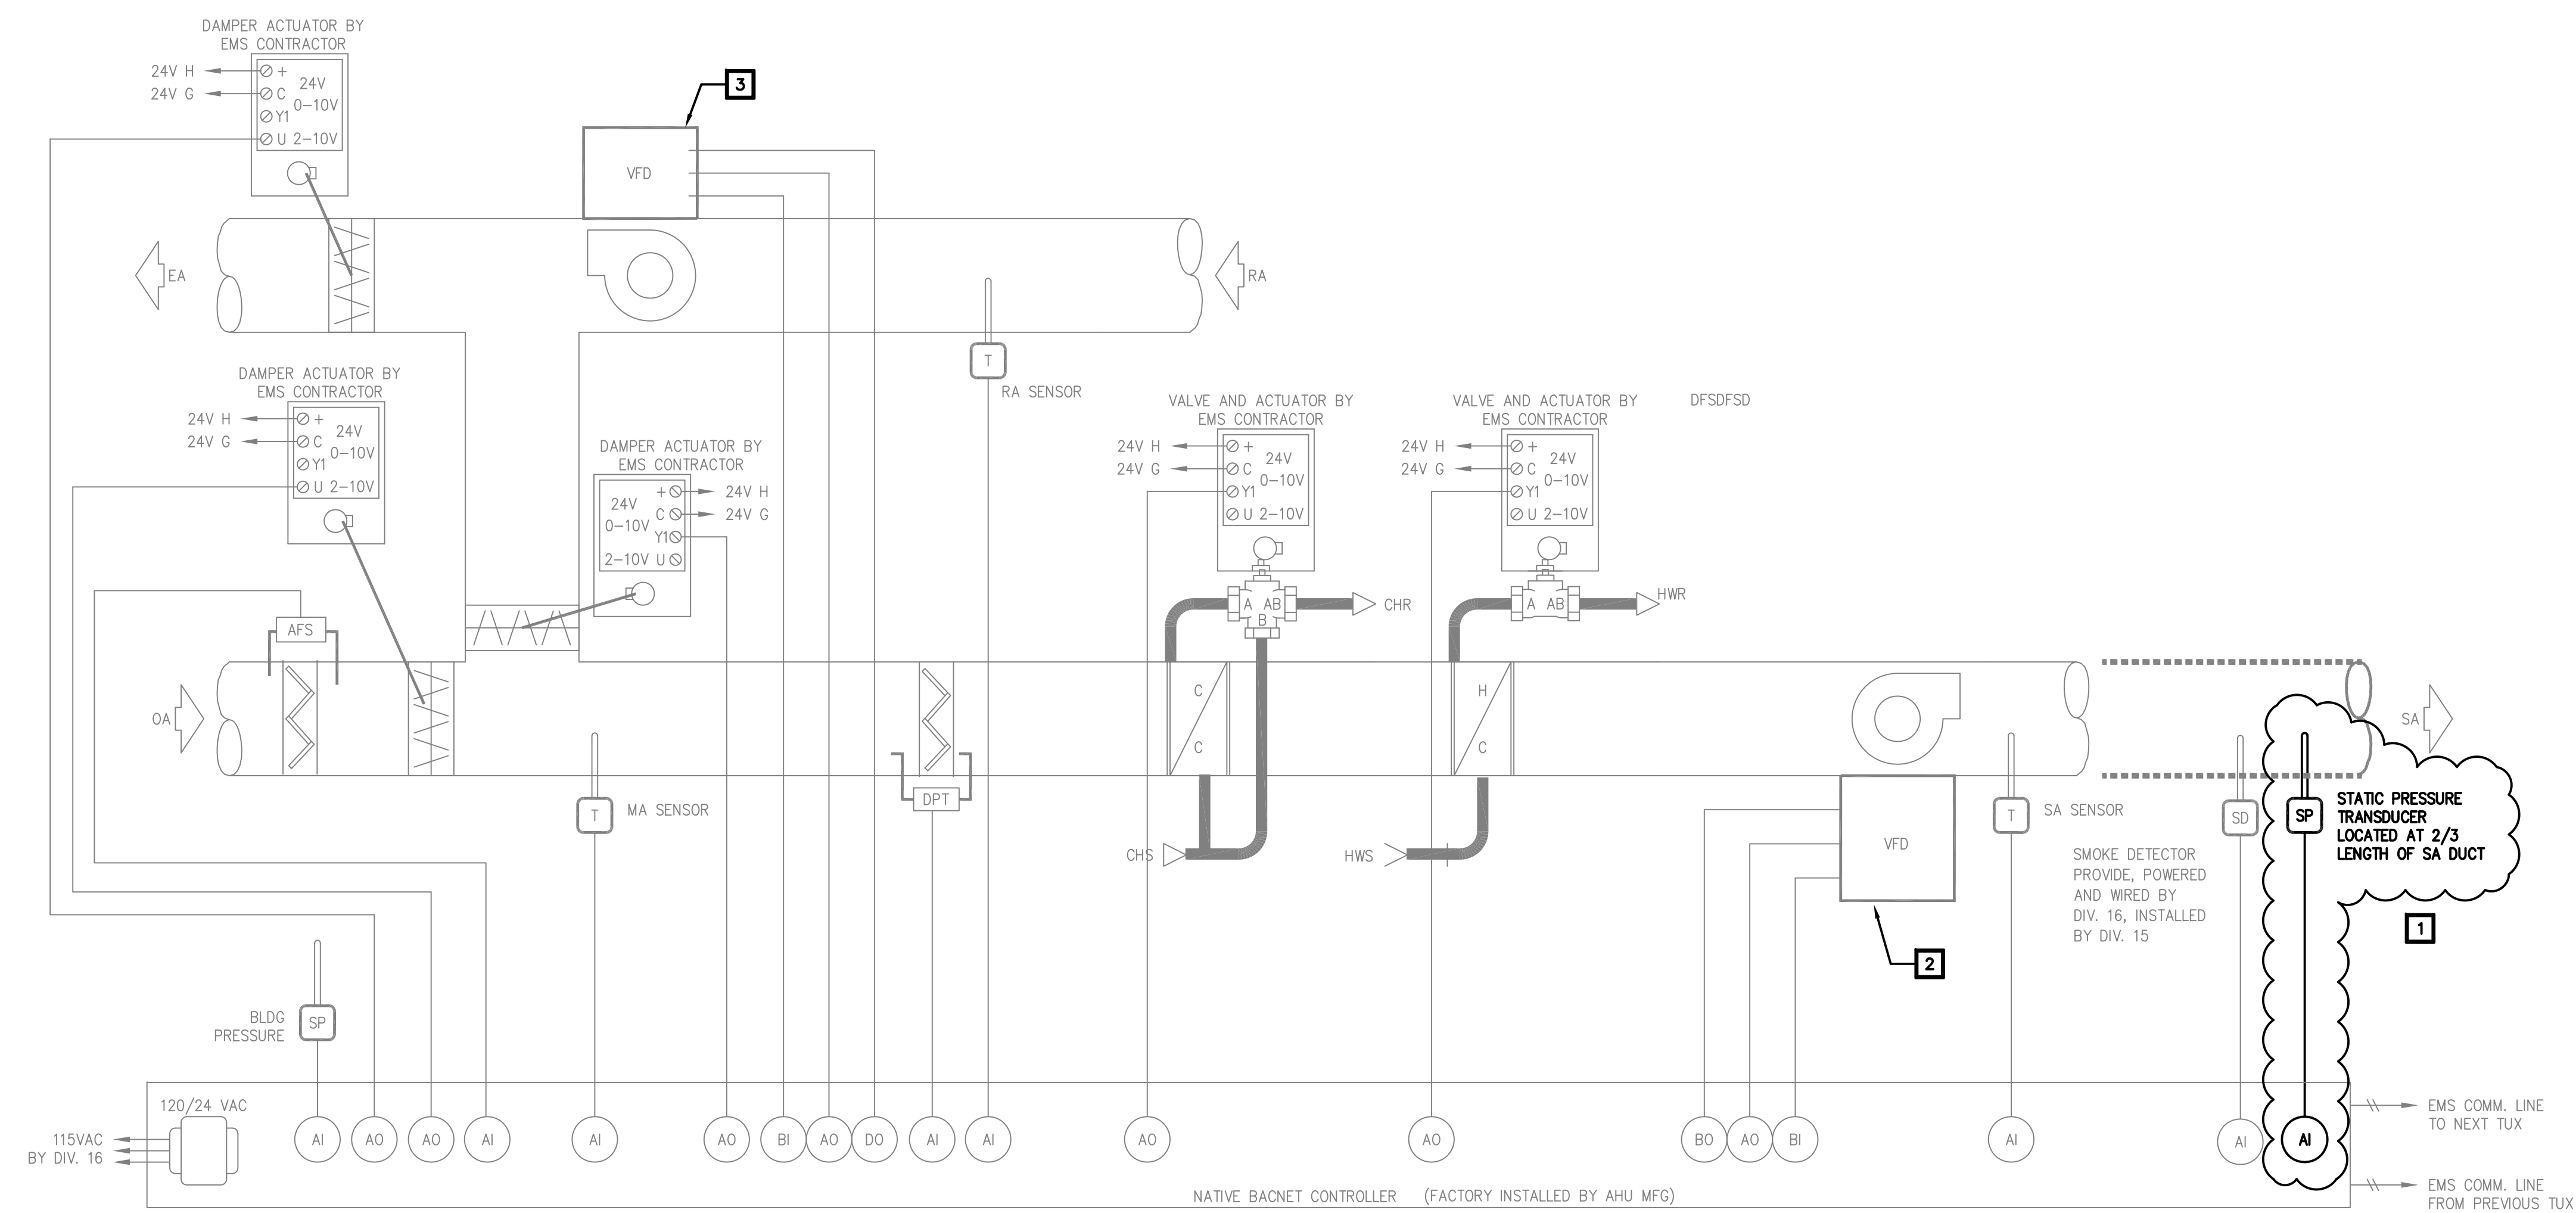 DAMPER ACTUATOR BY
EMS CONTRACTOR
24V H
24V G
+
C
Y1
U
24V
0-10V
2-10V
3
VFD
EA
RA
T
RA SENSOR
DAMPER ACTUATOR BY
EMS CONTRACTOR
24V H
24V G
+
C
Y1
U
24V
0-10V
2-10V
DAMPER ACTUATOR BY
EMS CONTRACTOR
24V
0-10V
2-10V
+
C
Y1
U
24V H
24V G
VALVE AND ACTUATOR BY
EMS CONTRACTOR
24V H
24V G
+
C
Y1
U
24V
0-10V
2-10V
A AB
B
CHR
VALVE AND ACTUATOR BY
EMS CONTRACTOR
24V H
24V G
+
C
Y1
U
24V
0-10V
2-10V
A AB
HWR
DFSDFSD
AFS
OA
T
MA SENSOR
DPT
C
C
CHS
H
C
HWS
VFD
2
T
SA SENSOR
SMOKE DETECTOR
PROVIDE, POWERED
AND WIRED BY
DIV. 16, INSTALLED
BY DIV. 15
SD
SP
STATIC PRESSURE
TRANSDUCER
LOCATED AT 2/3
LENGTH OF SA DUCT
SA
1
BLDG
PRESSURE
SP
120/24 VAC
115VAC
BY DIV. 16
AI
AO
AO
AI
AI
AO
BI
AO
DO
AI
AI
AO
AO
BO
AO
BI
AI
AI
AI
EMS COMM. LINE
TO NEXT TUX
NATIVE BACNET CONTROLLER (FACTORY INSTALLED BY AHU MFG)
EMS COMM. LINE
FROM PREVIOUS TUX